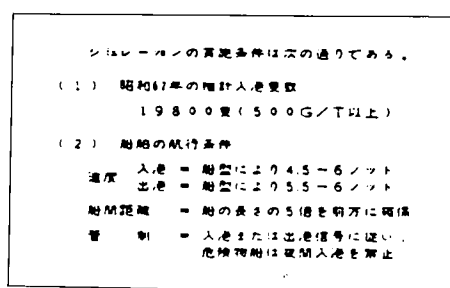 シミュレーションの実施条件は次の通りである。
(1) 昭和67年の推計入港隻数
19800隻(500G/T以上)
(2) 船舶の航行条件
速度 入港 = 船型により4.5~6ノット
出港 = 船型により5.5~6ノット
船間距離 = 船の長さの5倍を前方に確保
管制 = 入港または出港信号に従い、
危険物船は夜間入港を禁止